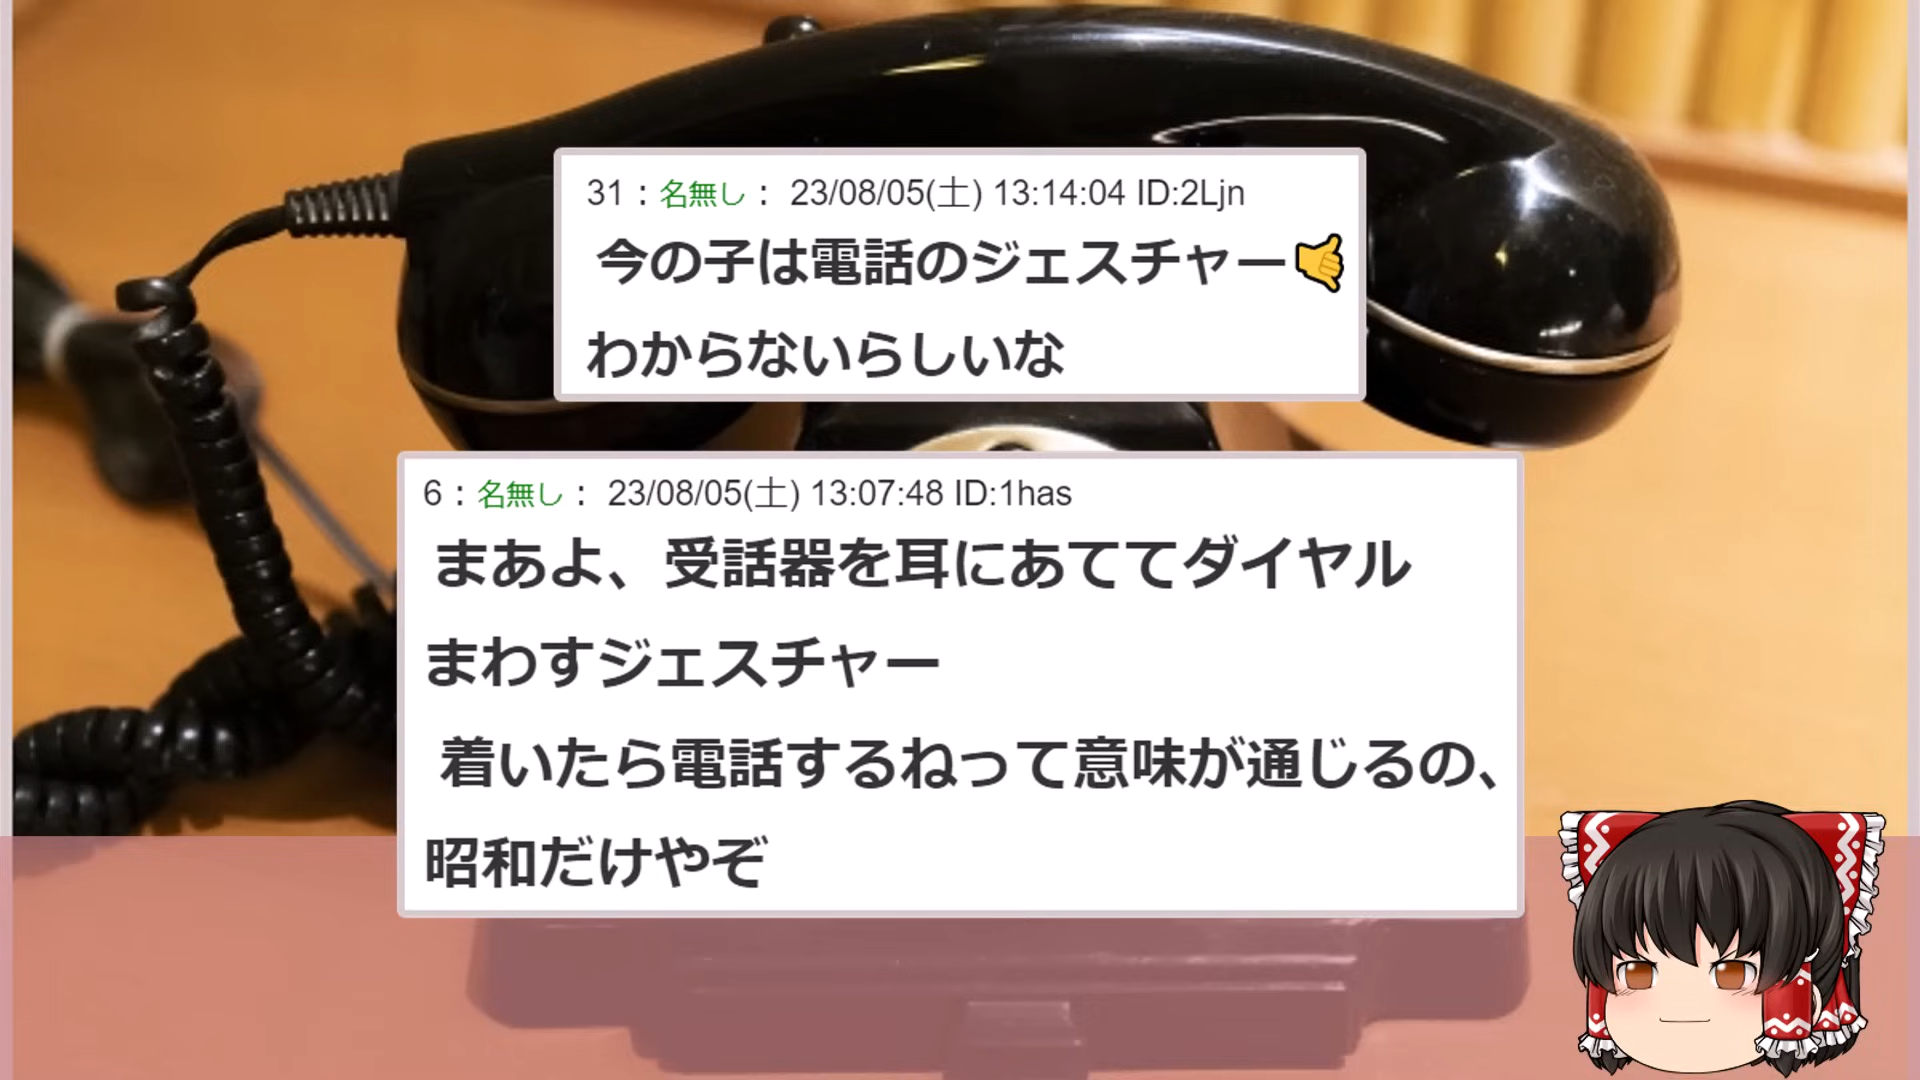 31：名無し： 23/08/05(土) 13:14:04 ID:2Ljn
今の子は電話のジェスチャー🤙
わからないらしいな
6：名無し： 23/08/05(土) 13:07:48 ID:1has
まあよ、受話器を耳にあててダイヤル
まわすジェスチャー
着いたら電話するねって意味が通じるの、
昭和だけやぞ